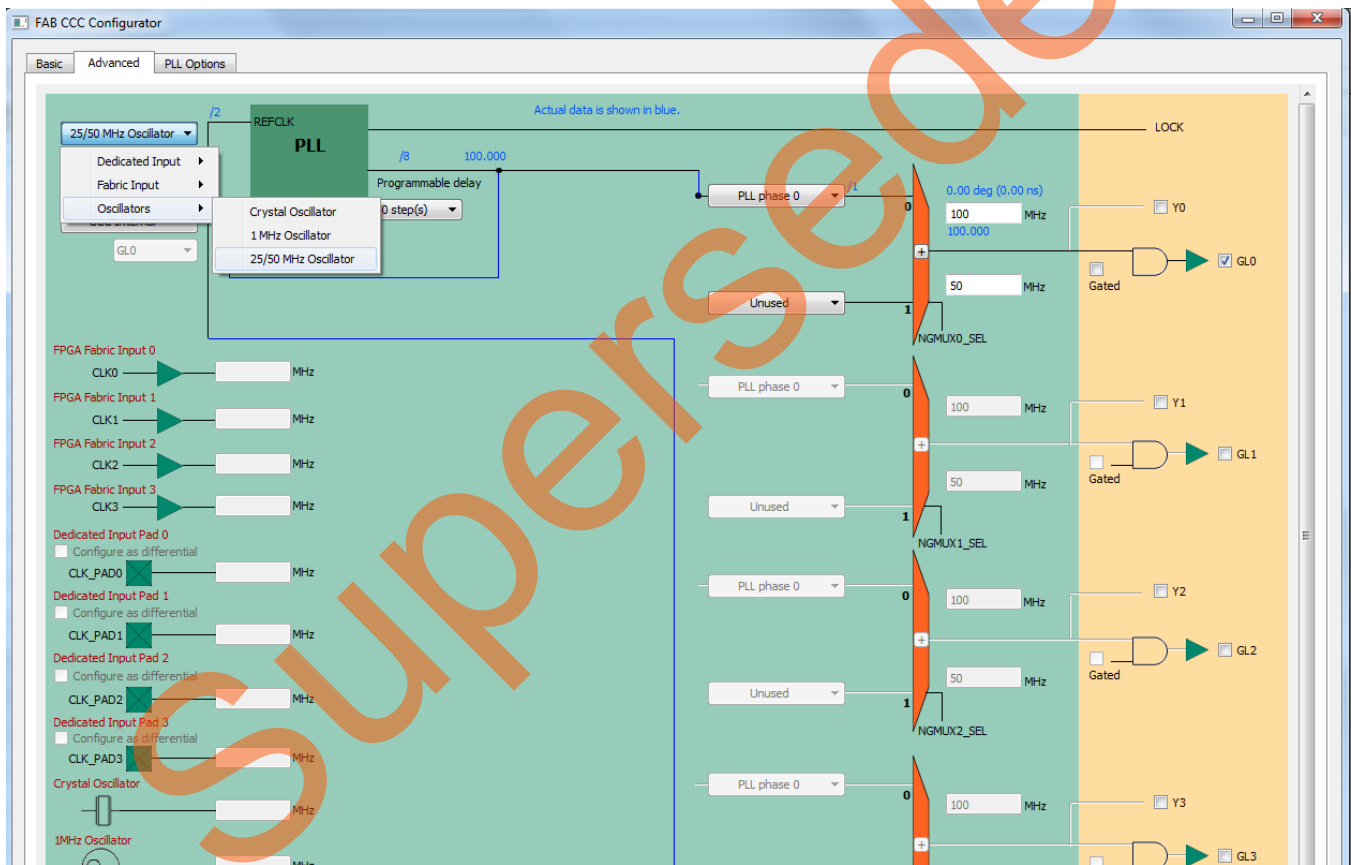 FAB CCC Configurator
Basic Advanced PLL Options
Actual data is shown in blue.
25/50 MHz Oscillator
/2
REFCLK
PLL
LOCK
Dedicated Input
Fabric Input
Oscillators
Crystal Oscillator
1 MHz Oscillator
25/50 MHz Oscillator
GL0
/8 100.000
Programmable delay
0 step(s)
PLL phase 0
/1
0
0.00 deg (0.00 ns)
100 MHz
100.000
Y0
Gated
GL0
50 MHz
Unused
1
NGMUX0_SEL
FPGA Fabric Input 0
CLK0 MHz
FPGA Fabric Input 1
CLK1 MHz
FPGA Fabric Input 2
CLK2 MHz
FPGA Fabric Input 3
CLK3 MHz
PLL phase 0
0
100 MHz
Y1
Gated
GL1
50 MHz
Unused
1
NGMUX1_SEL
Dedicated Input Pad 0
Configure as differential
CLK_PAD0 MHz
Dedicated Input Pad 1
Configure as differential
CLK_PAD1 MHz
Dedicated Input Pad 2
Configure as differential
CLK_PAD2 MHz
Dedicated Input Pad 3
Configure as differential
CLK_PAD3 MHz
PLL phase 0
0
100 MHz
Y2
Gated
GL2
50 MHz
Unused
1
NGMUX2_SEL
Crystal Oscillator
MHz
1MHz Oscillator
PLL phase 0
0
100 MHz
Y3
GL3
Supersede